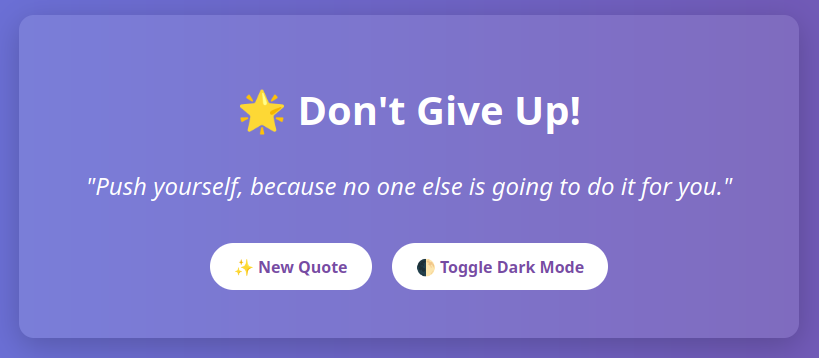 🌟 Don't Give Up!
"Push yourself, because no one else is going to do it for you."
✨ New Quote
🌓 Toggle Dark Mode